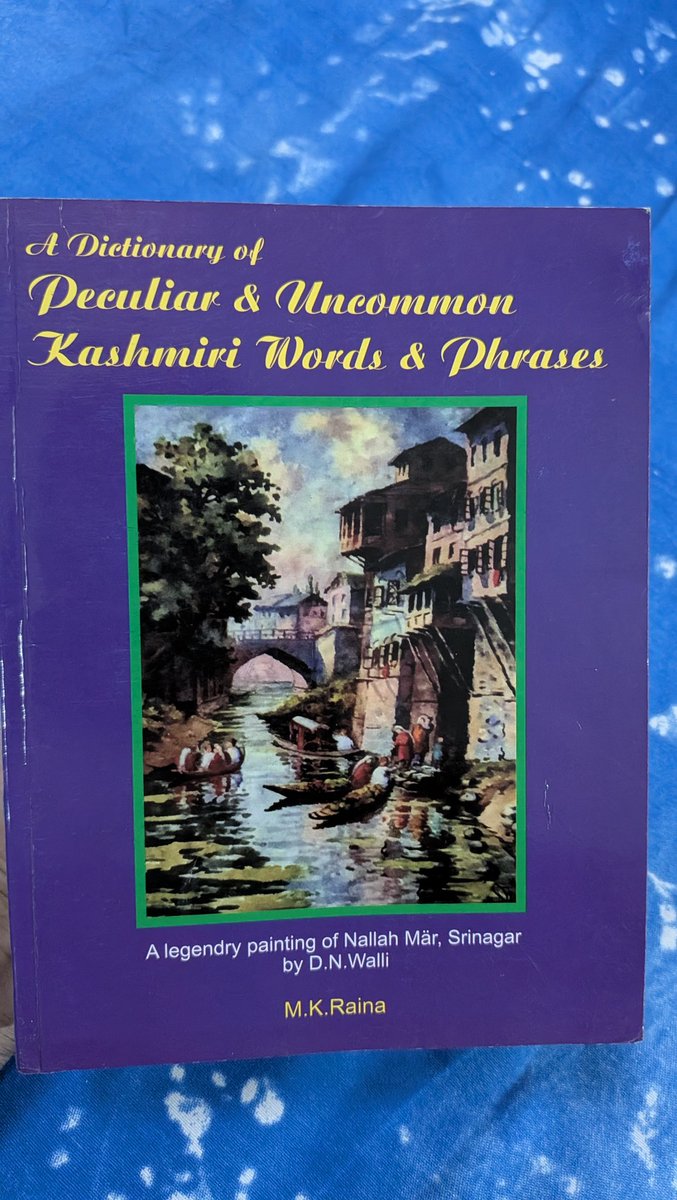 A Dictionary of
Peculiar & Uncommon
Kashmiri Words & Phrases
A legendry painting of Nallah Mär, Srinagar
by D.N.Walli
M.K.Raina